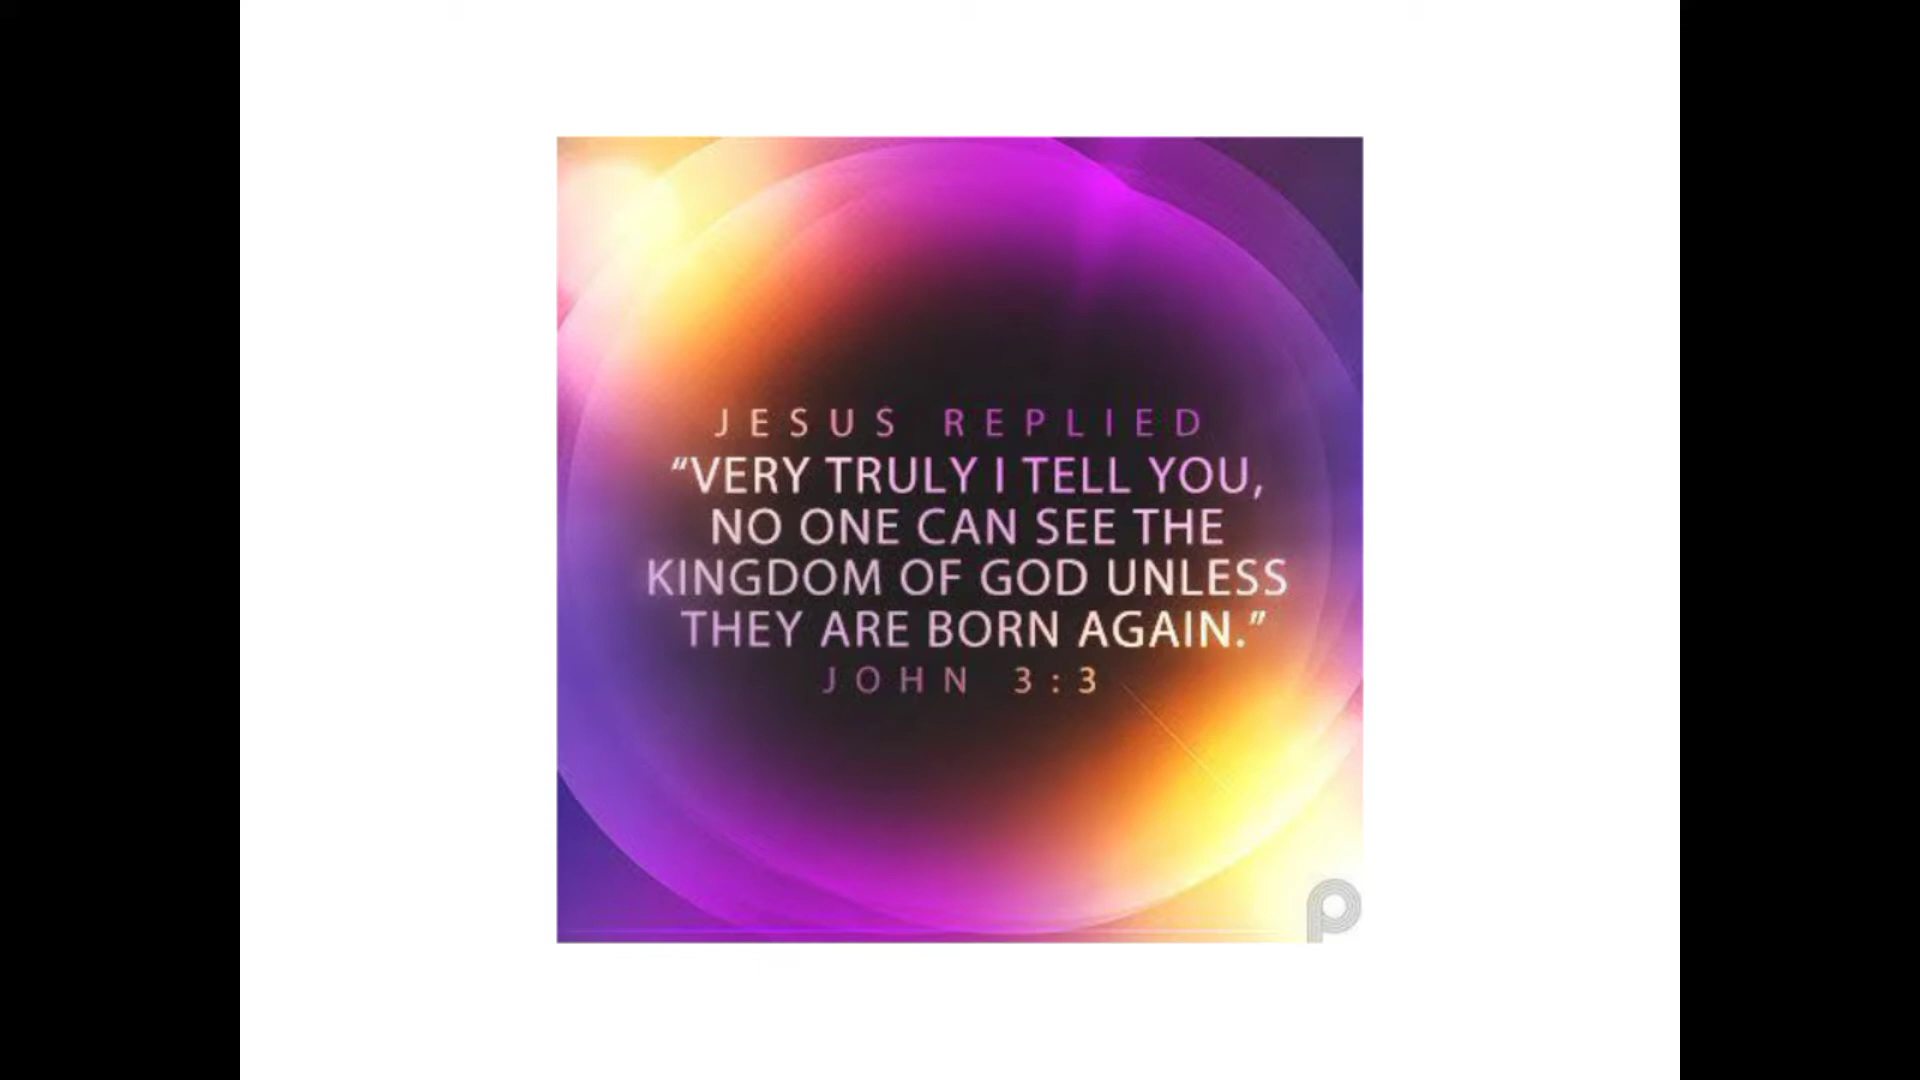 JESUS REPLIED
“VERY TRULY I TELL YOU,
NO ONE CAN SEE THE
KINGDOM OF GOD UNLESS
THEY ARE BORN AGAIN.”
JOHN 3:3